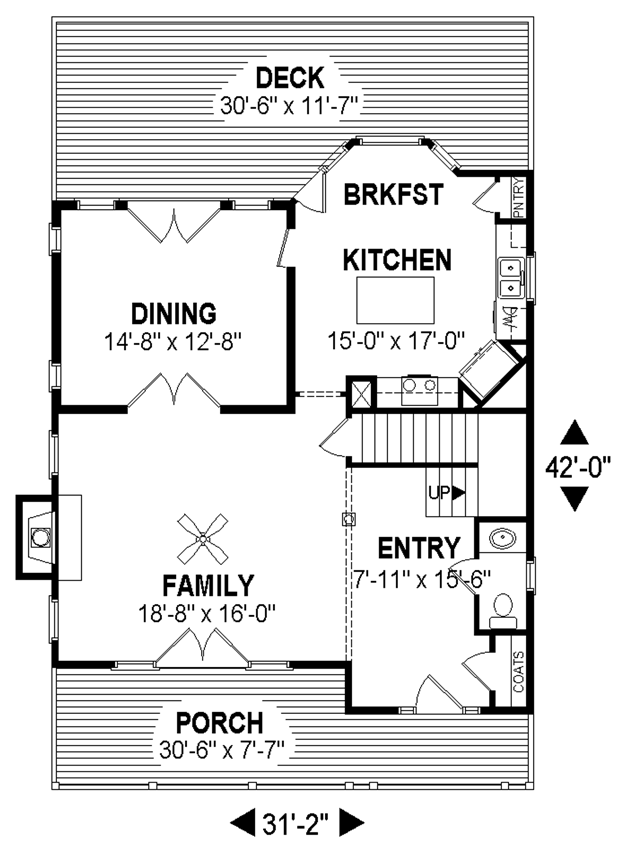 DECK
30'-6" x 11'-7"
BRKFST
PNTRY
KITCHEN
15'-0" x 17'-0"
DW
DINING
14'-8" x 12'-8"
42'-0"
UP
ENTRY
7'-11" x 15'-6"
FAMILY
18'-8" x 16'-0"
COATS
PORCH
30'-6" x 7'-7"
31'-2"